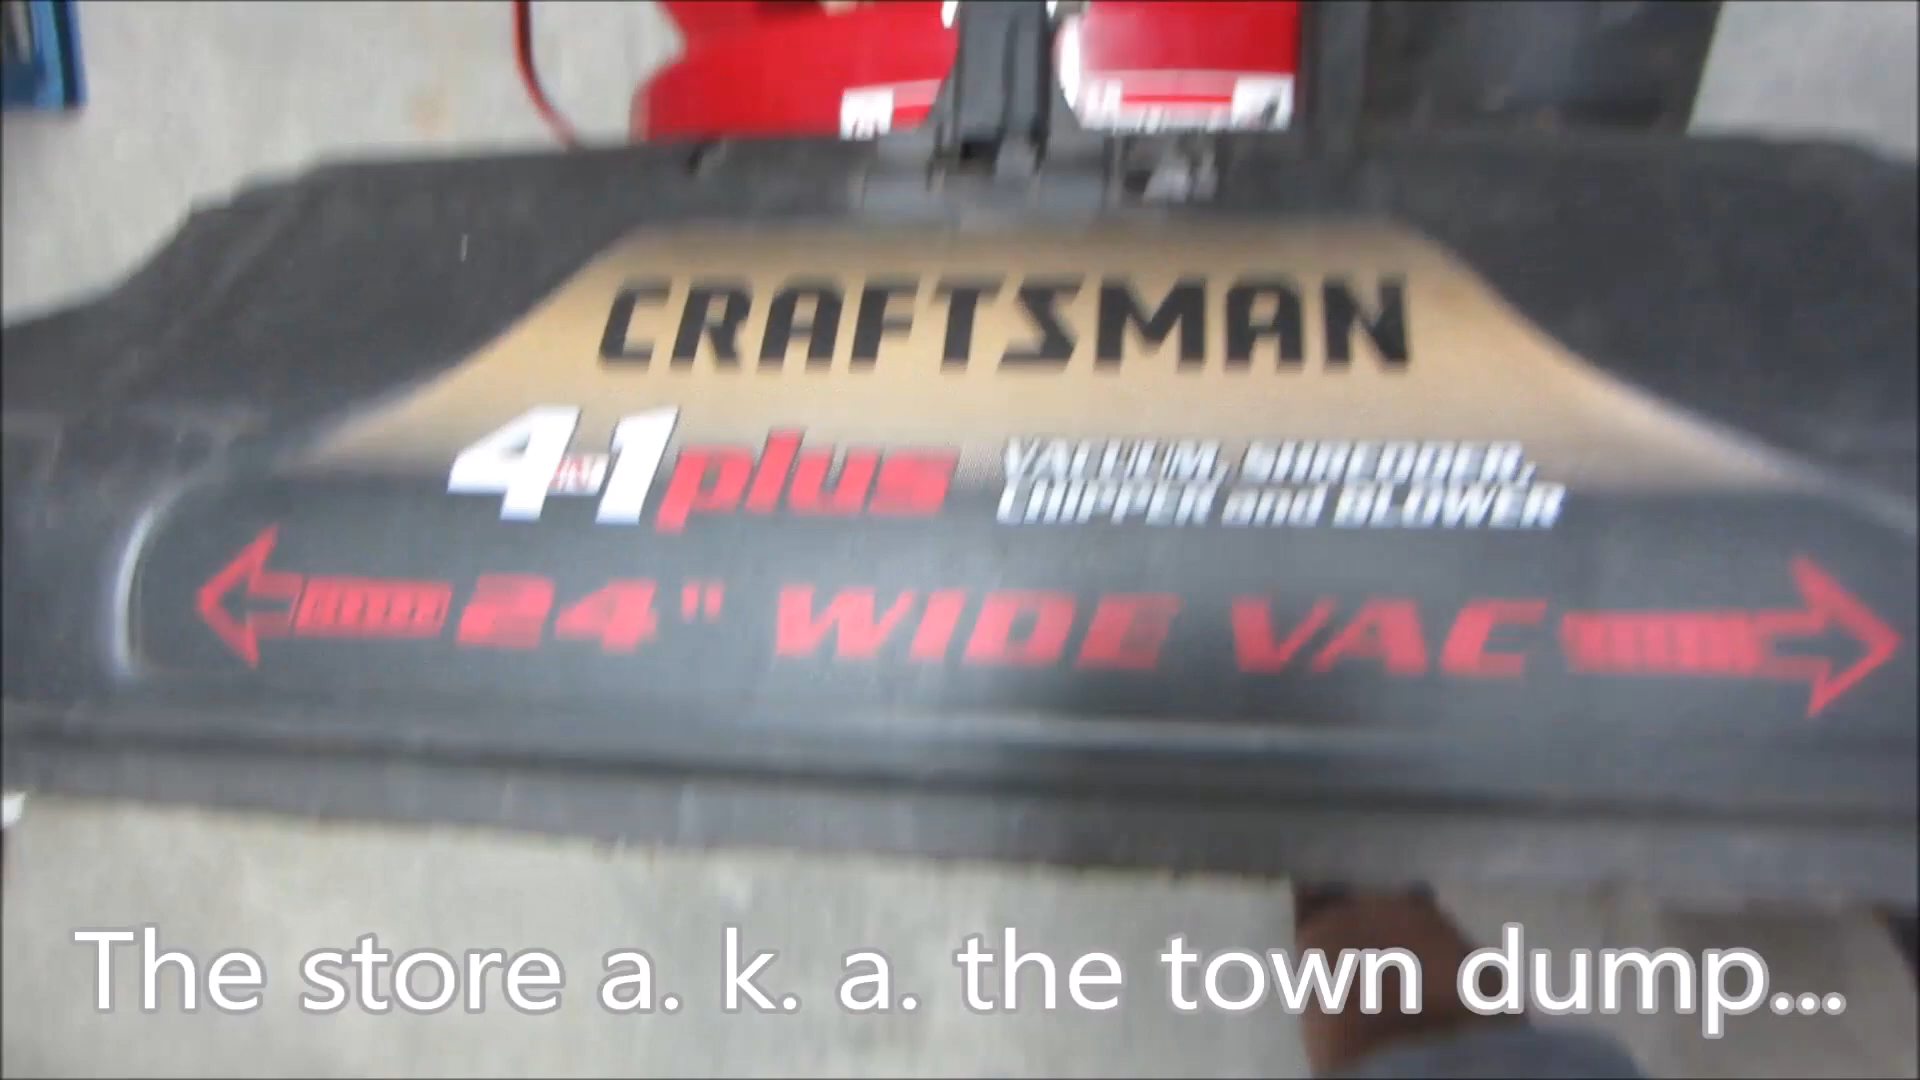 CRAFTSMAN
4 IN 1 plus
VACUUM, SHREDDER,
CHIPPER and BLOWER
24" WIDE VAC
The store a. k. a. the town dump...